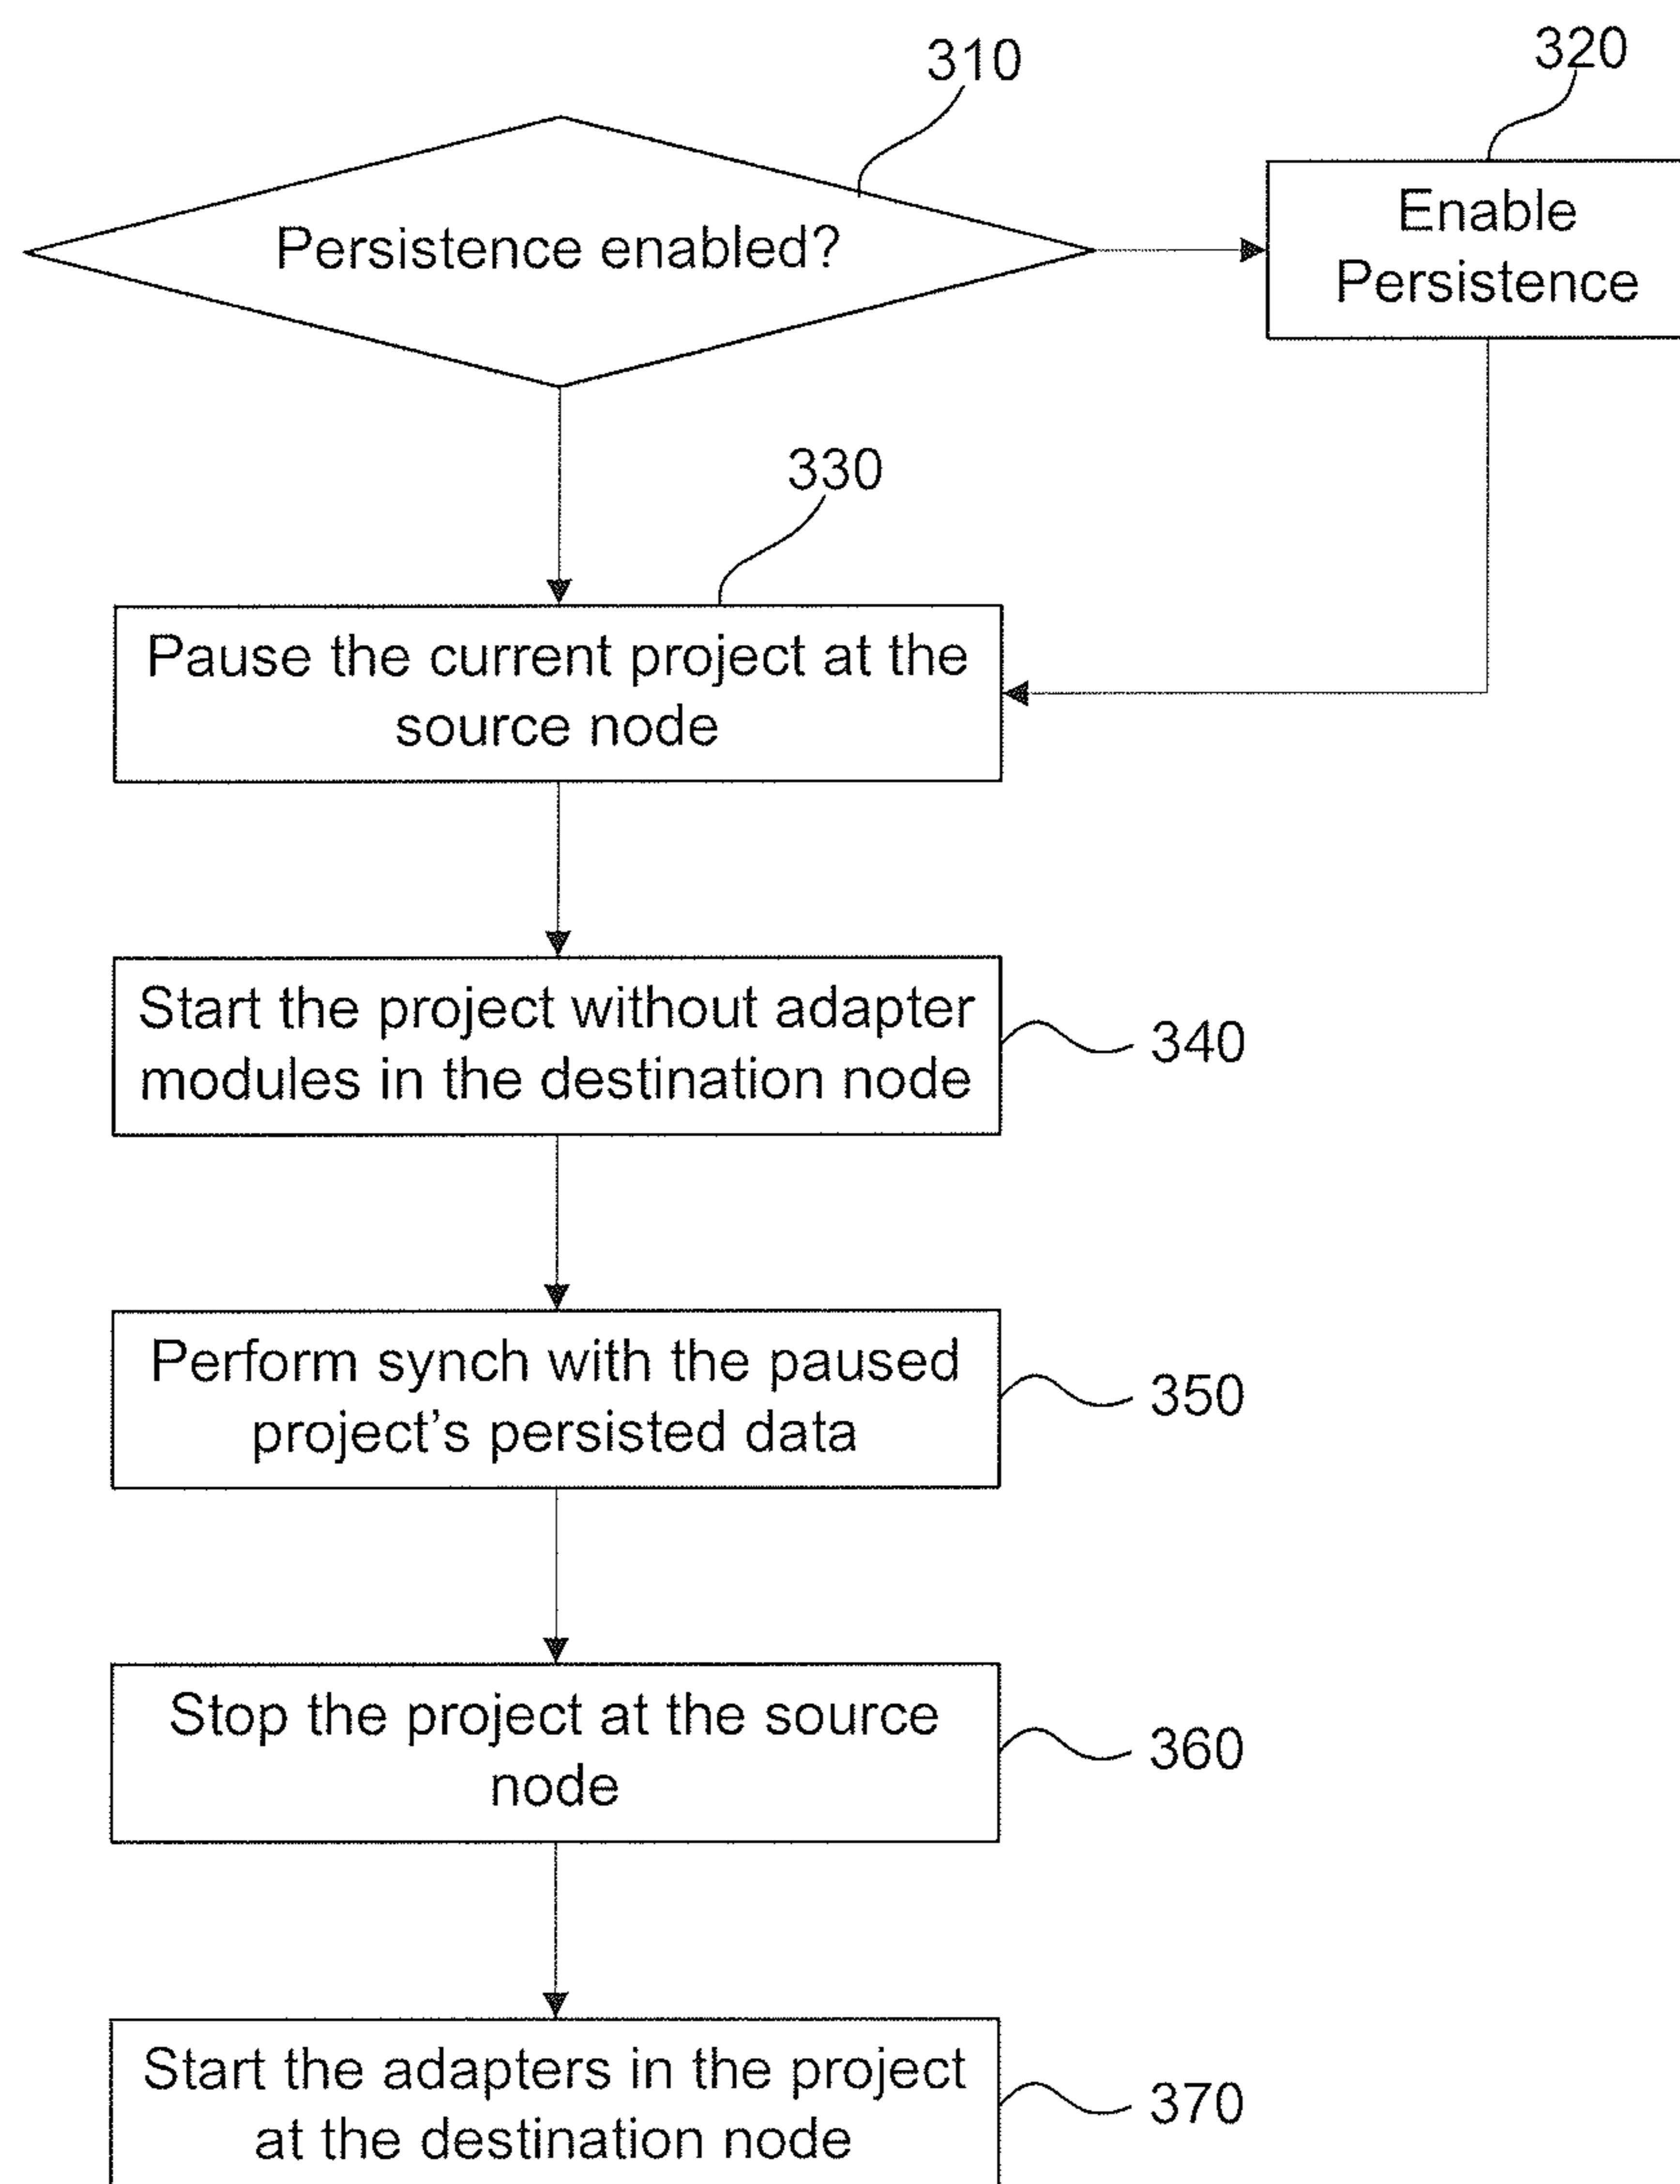 310
320
Persistence enabled?
Enable
Persistence
330
Pause the current project at the
source node
Start the project without adapter
modules in the destination node
340
Perform synch with the paused
project’s persisted data
350
Stop the project at the source
node
360
Start the adapters in the project
at the destination node
370